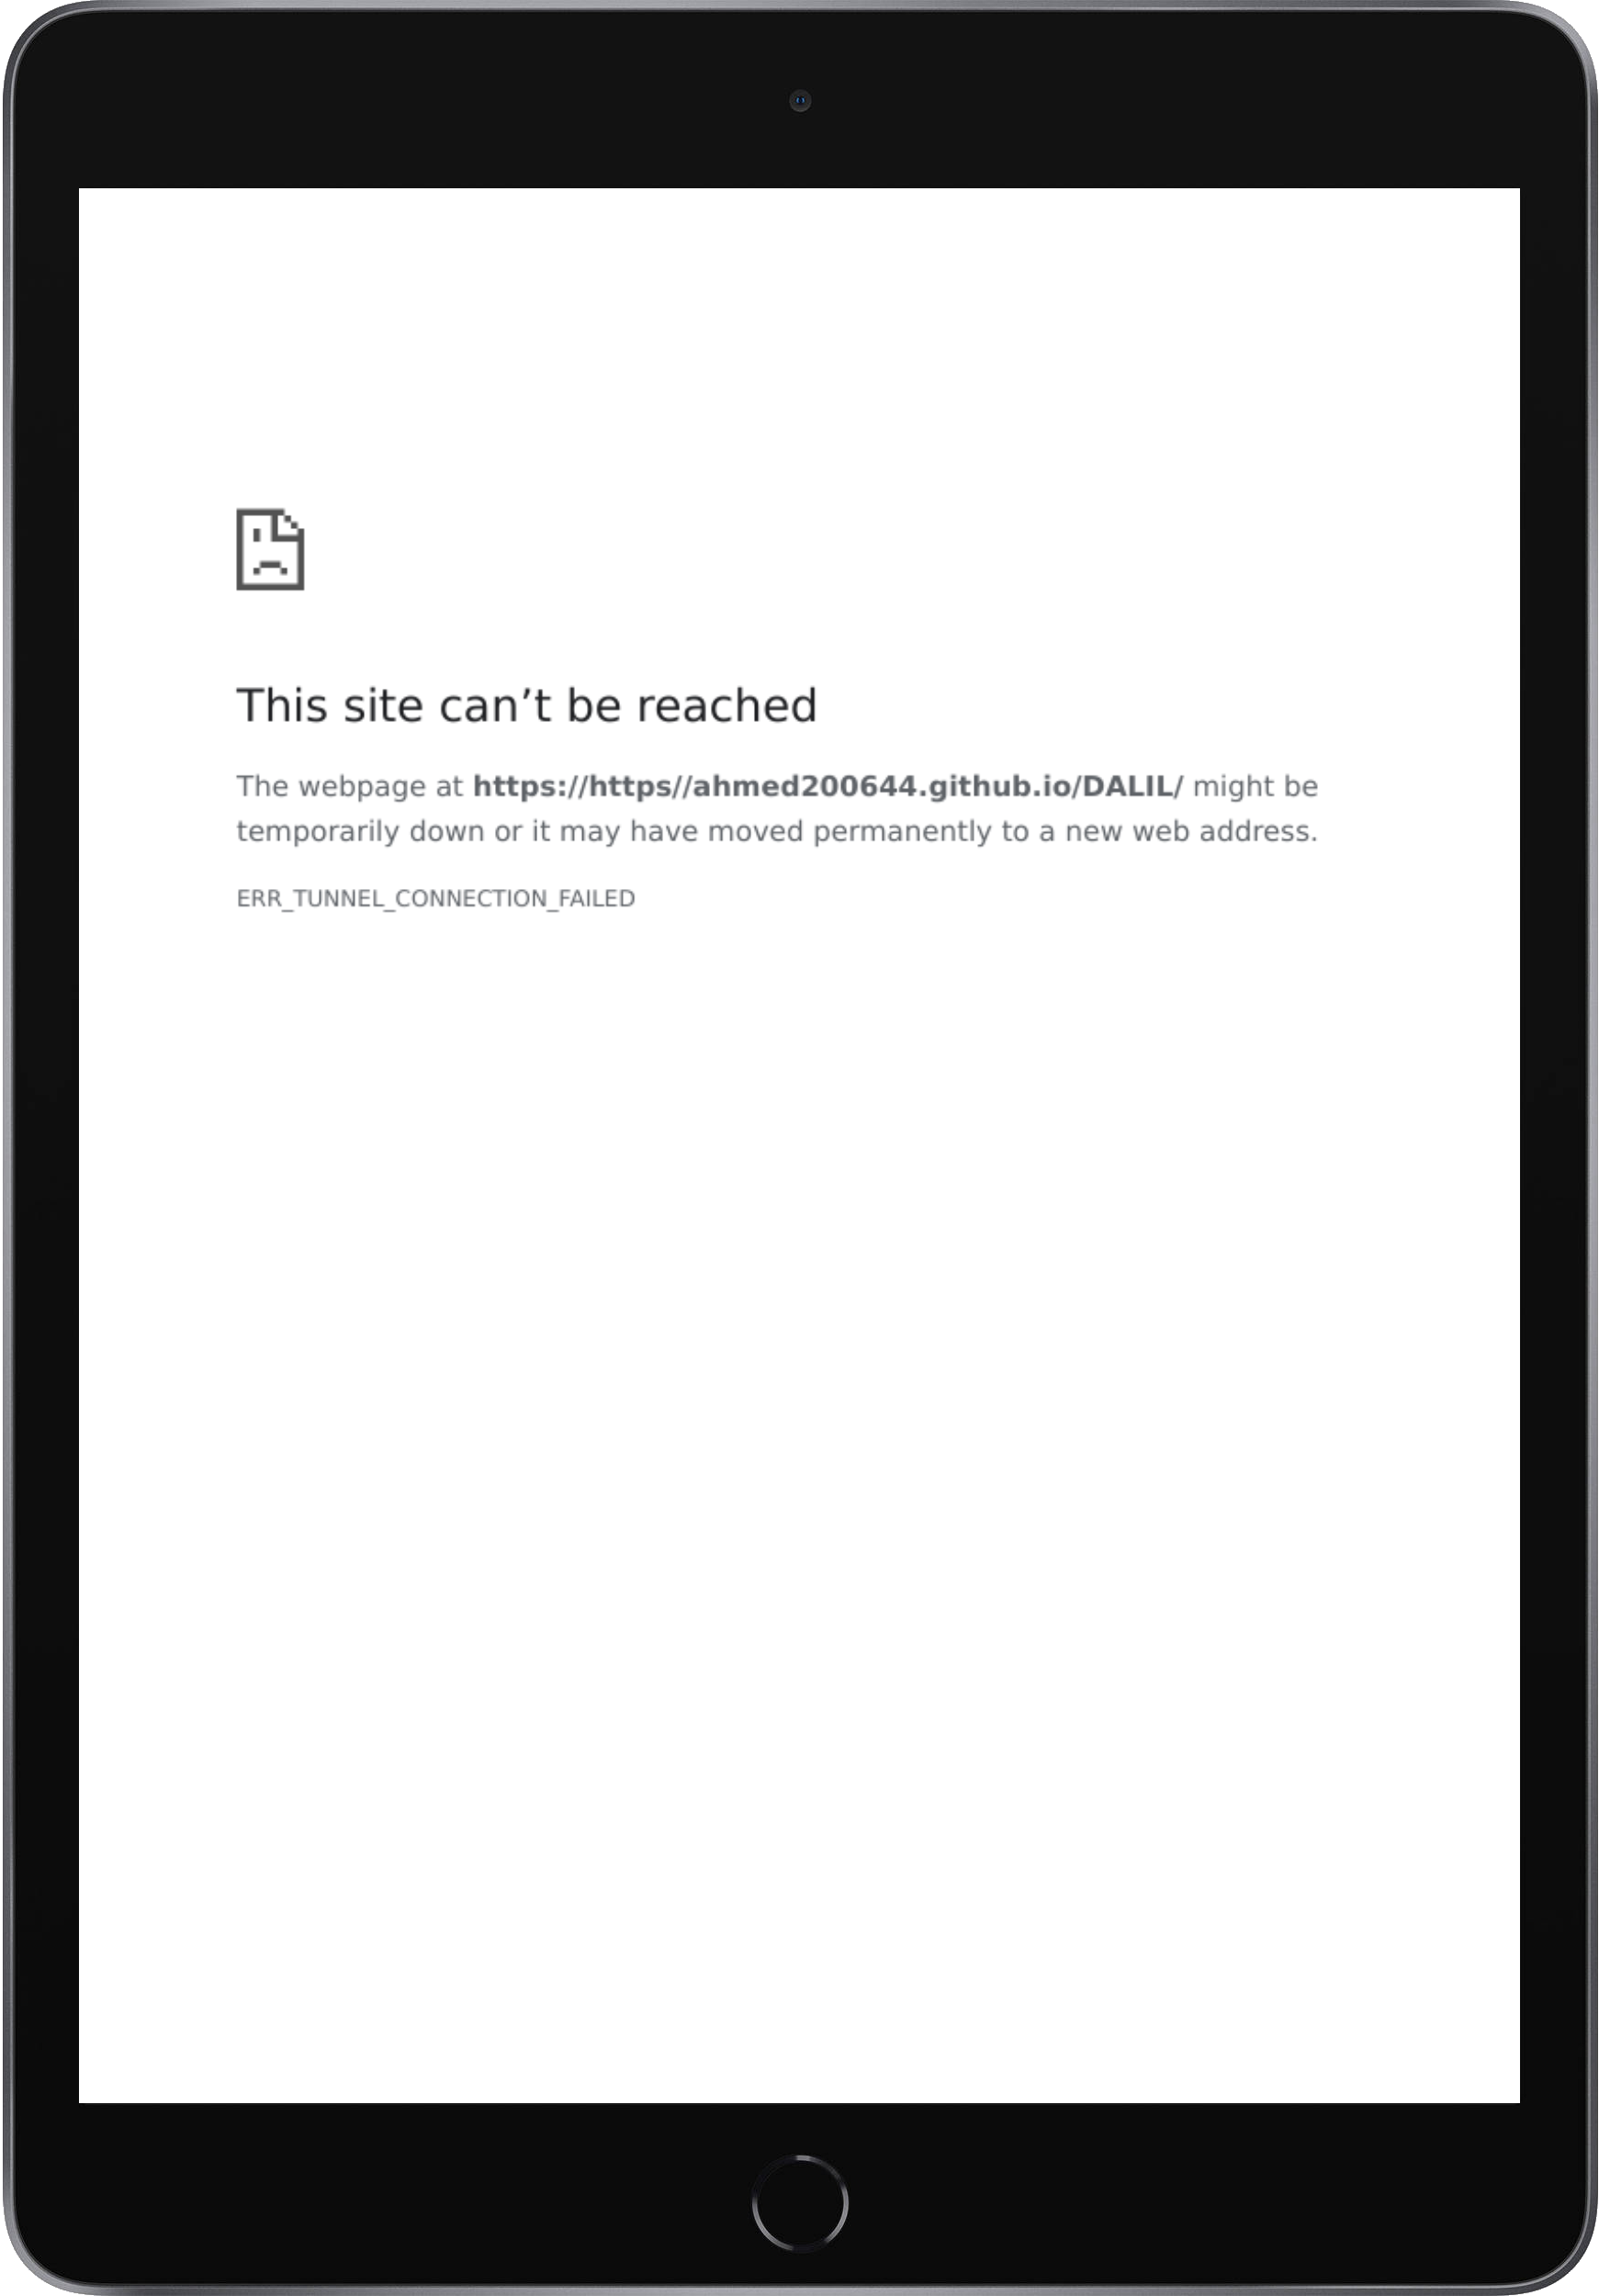 This site can’t be reached
The webpage at https://https//ahmed200644.github.io/DALIL/ might be
temporarily down or it may have moved permanently to a new web address.
ERR_TUNNEL_CONNECTION_FAILED